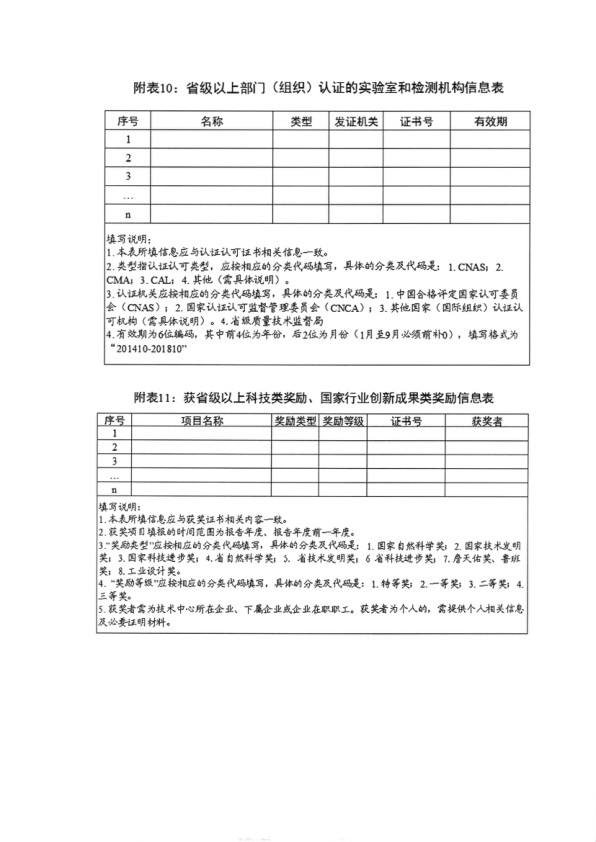 附表10：省级以上部门（组织）认证的实验室和检测机构信息表
序号 名称 类型 发证机关 证书号 有效期
1
2
3
…
n
填写说明：
1.本表所填信息应与认证认可证书相关信息一致。
2.类型指认证认可类型，应按相应的分类代码填写，具体的分类及代码是：1. CNAS；2.
CMA；3. CAL；4. 其他（需具体说明）。
3.认证机关应按相应的分类代码填写，具体的分类及代码是：1. 中国合格评定国家认可委员
会（CNAS）；2. 国家认证认可监督管理委员会（CNCA）；3. 其他国家（国际组织）认证认
可机构（需具体说明）。4. 省级质量技术监督局
4.有效期为6位编码，其中前4位为年份，后2位为月份（1月至9月必须前补0），填写格式为
“201410-201810”
附表11：获省级以上科技类奖励、国家行业创新成果类奖励信息表
序号 项目名称 奖励类型 奖励等级 证书号 获奖者
1
2
3
…
n
填写说明：
1.本表所填信息应与获奖证书相关内容一致。
2.获奖项目填报的时间范围为报告年度、报告年度前一年度。
3.“奖励类型”应按相应的分类代码填写，具体的分类及代码是：1. 国家自然科学奖；2. 国家技术发明
奖；3. 国家科技进步奖；4. 省自然科学奖；5. 省技术发明奖；6 省科技进步奖；7. 詹天佑奖、鲁班
奖；8. 工业设计奖。
4. “奖励等级”应按相应的分类代码填写，具体的分类及代码是：1. 特等奖；2. 一等奖；3. 二等奖；4.
三等奖。
5.获奖者需为技术中心所在企业、下属企业或企业在职职工。获奖者为个人的，需提供个人相关信息
及必要证明材料。